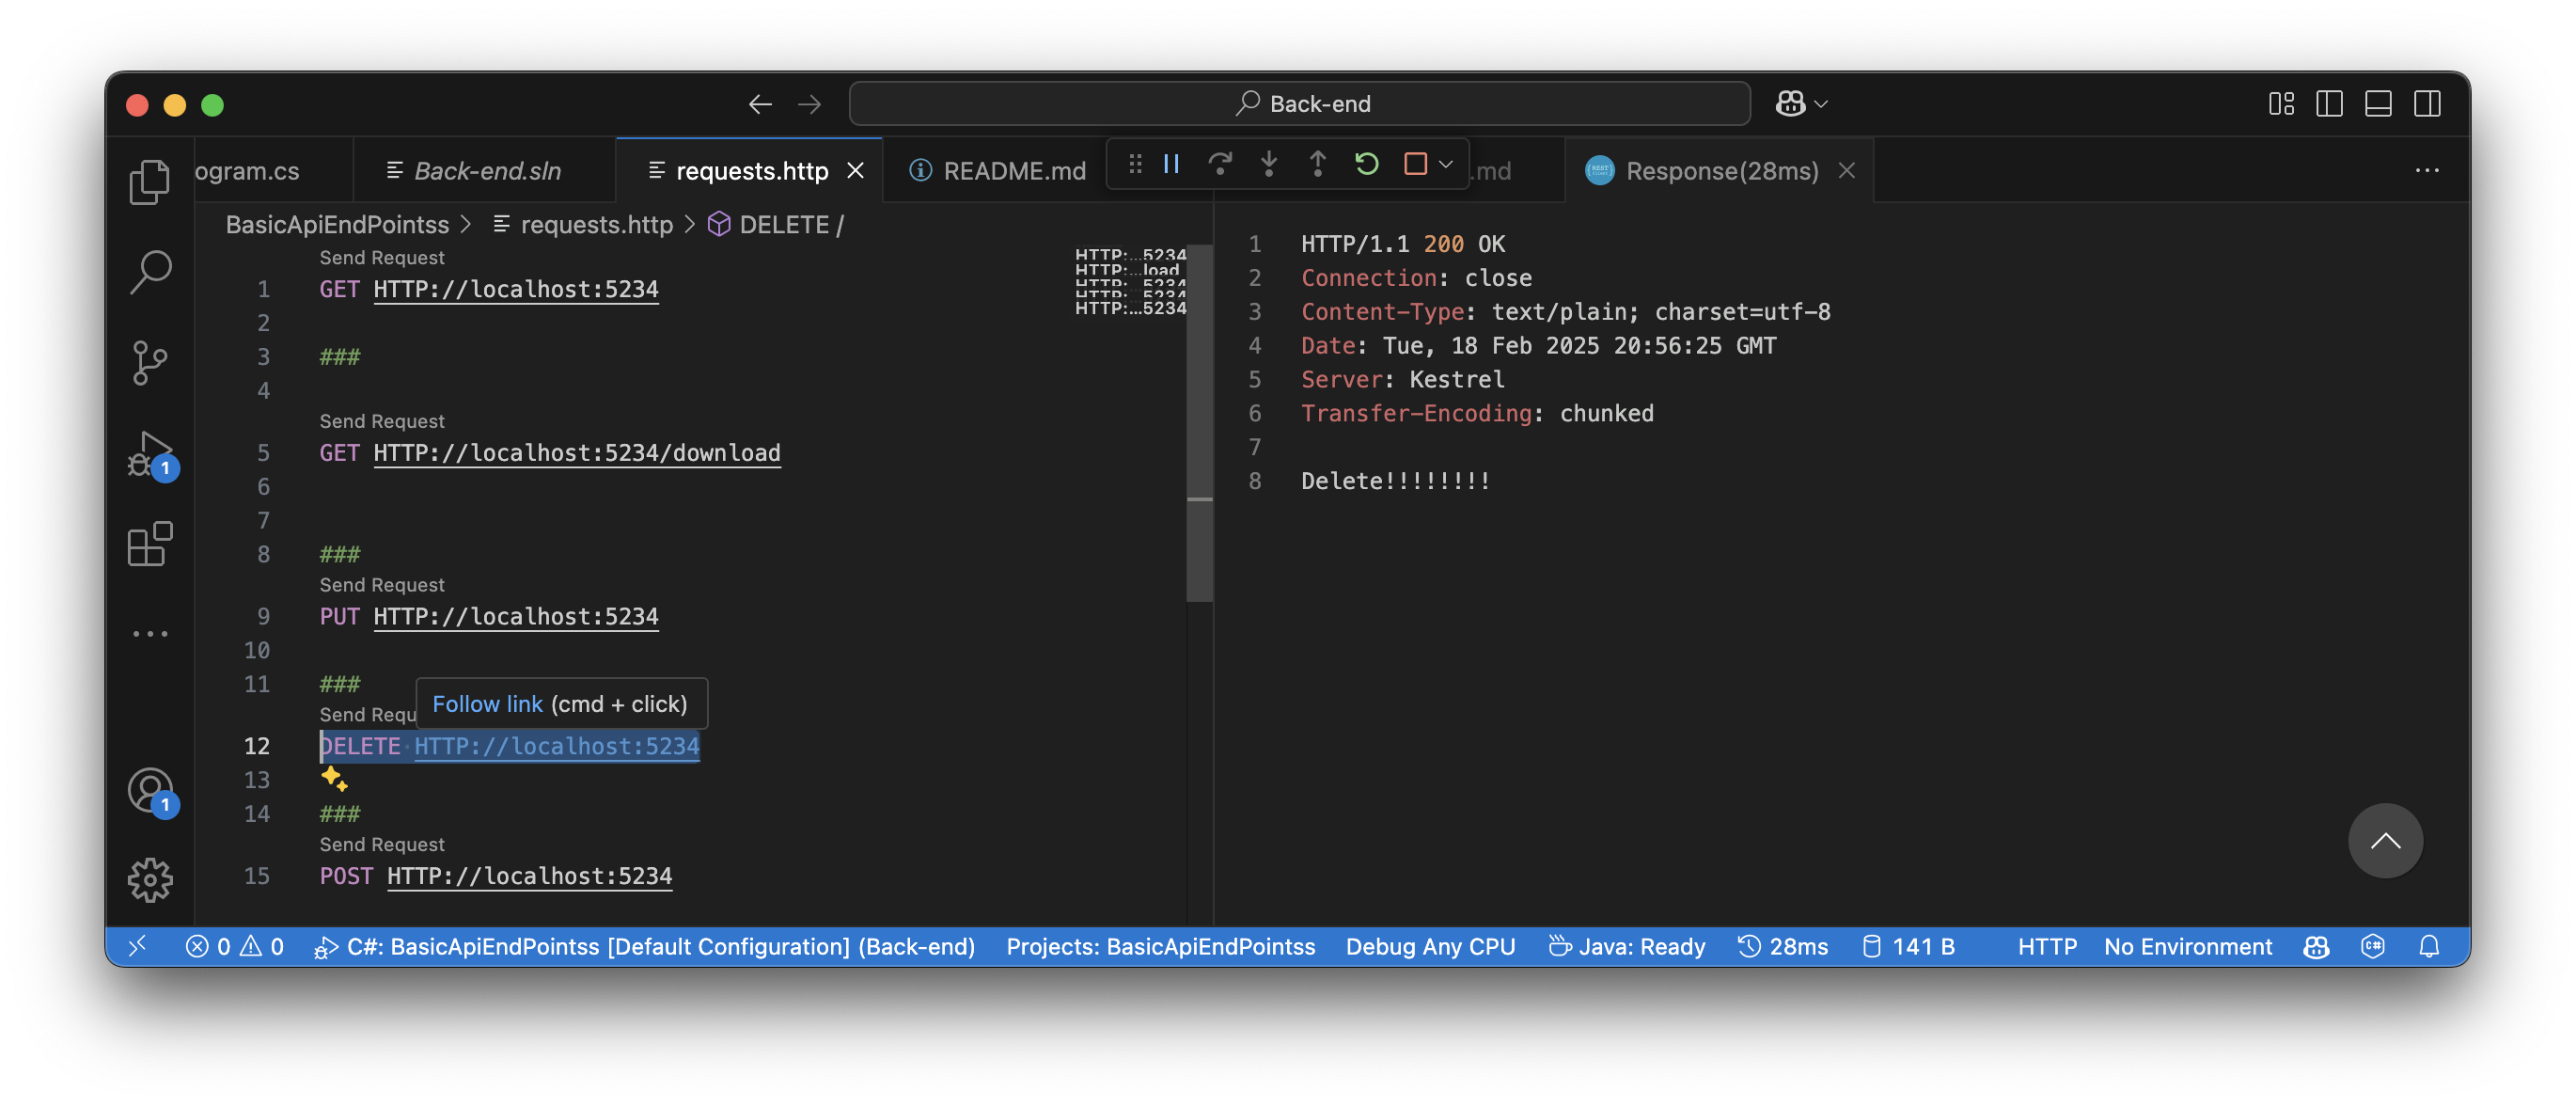 Back-end
ogram.cs
Back-end.sln
requests.http
README.md
.md
Response(28ms)
BasicApiEndPointss > requests.http > DELETE /
Send Request
1 GET HTTP://localhost:5234
2
3 ###
4
Send Request
5 GET HTTP://localhost:5234/download
6
7
8 ###
Send Request
9 PUT HTTP://localhost:5234
10
11 ###
Send Requ
Follow link (cmd + click)
12 DELETE HTTP://localhost:5234
13
14 ###
Send Request
15 POST HTTP://localhost:5234
HTTP:…5234
HTTP:…load
HTTP:…5234
HTTP:…5234
HTTP:…5234
1 HTTP/1.1 200 OK
2 Connection: close
3 Content-Type: text/plain; charset=utf-8
4 Date: Tue, 18 Feb 2025 20:56:25 GMT
5 Server: Kestrel
6 Transfer-Encoding: chunked
7
8 Delete!!!!!!!!
1
1
0 0 C#: BasicApiEndPointss [Default Configuration] (Back-end) Projects: BasicApiEndPointss Debug Any CPU Java: Ready 28ms 141 B HTTP No Environment